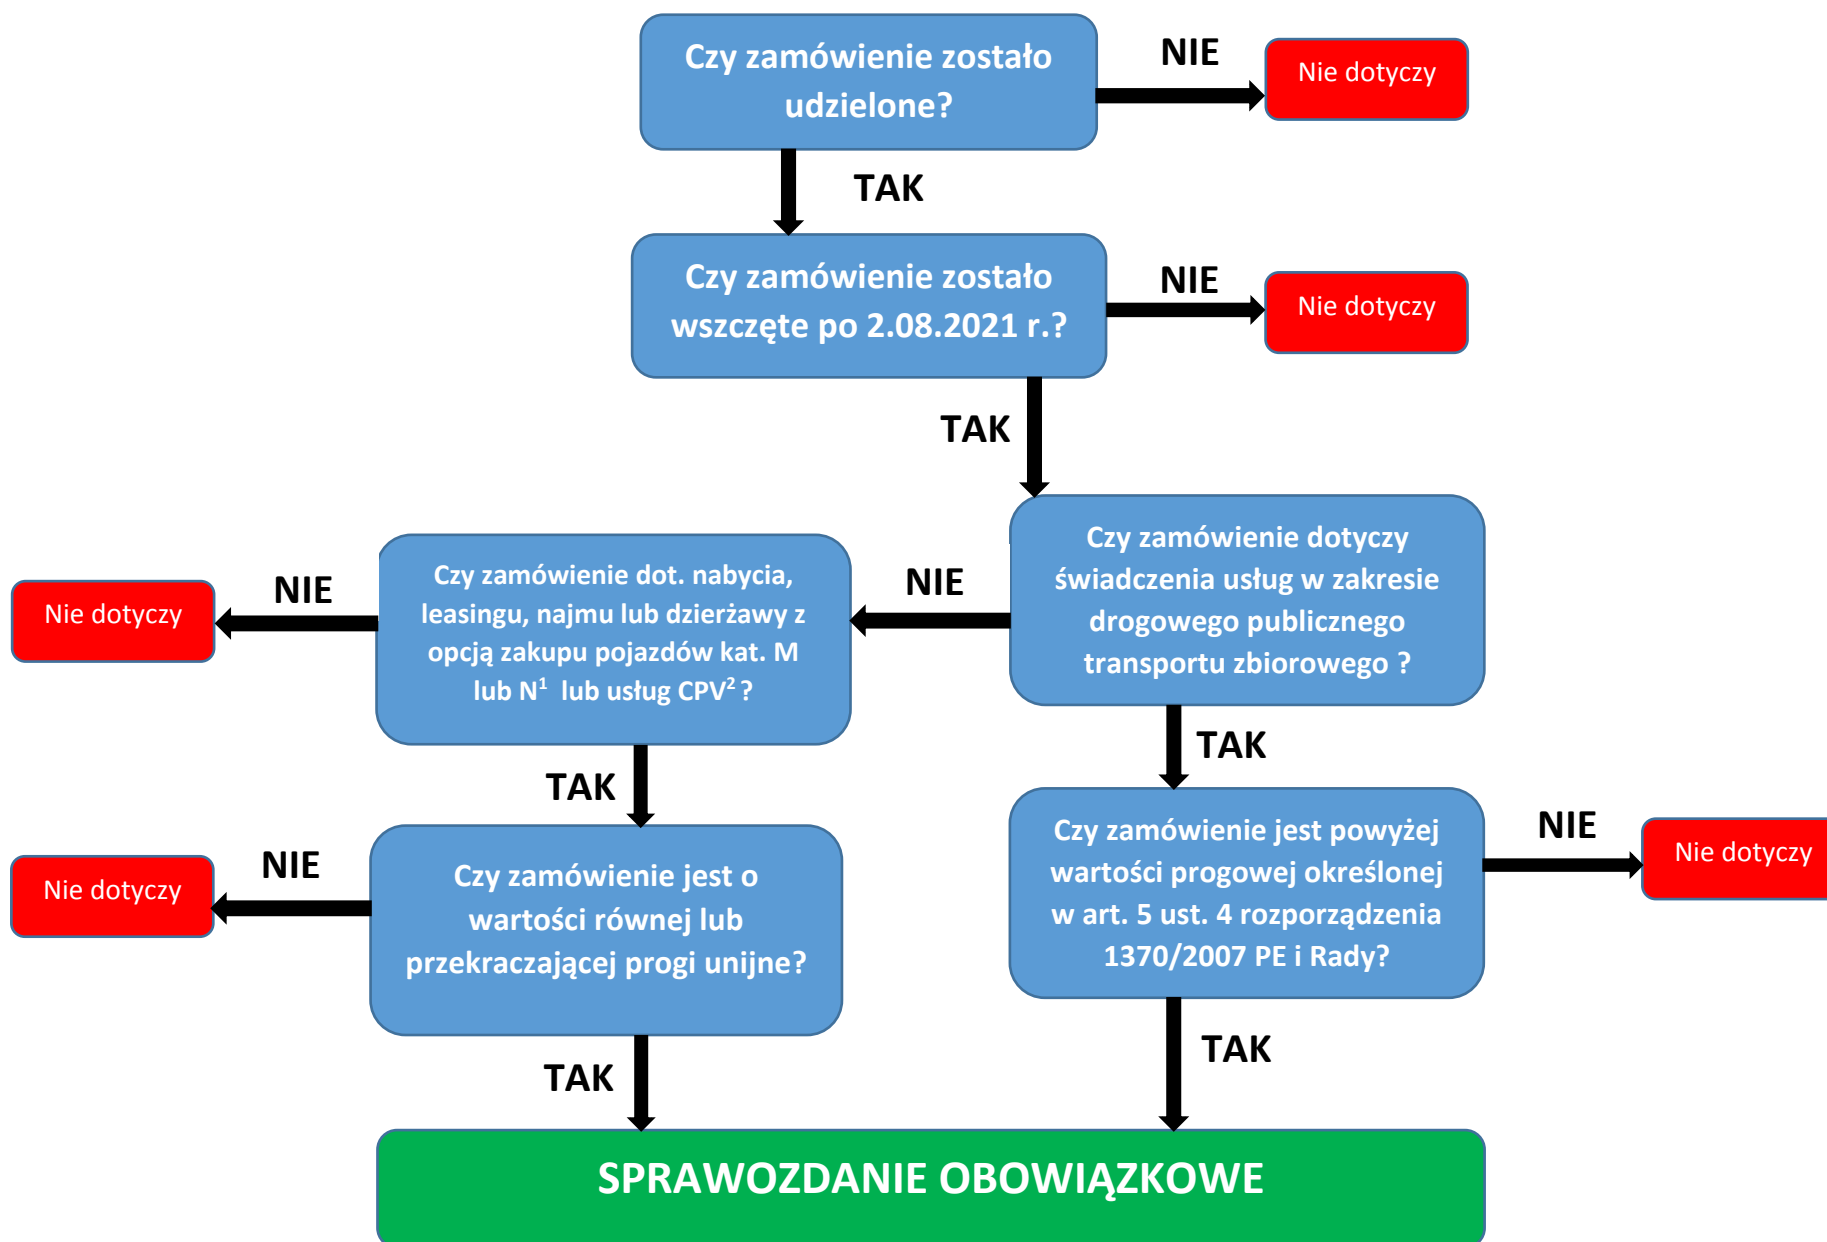 Czy zamówienie zostało
udzielone?
NIE
Nie dotyczy
TAK
Czy zamówienie zostało
wszczęte po 2.08.2021 r.?
NIE
Nie dotyczy
TAK
Czy zamówienie dotyczy
świadczenia usług w zakresie
drogowego publicznego
transportu zbiorowego ?
NIE
Czy zamówienie dot. nabycia,
leasingu, najmu lub dzierżawy z
opcją zakupu pojazdów kat. M
lub N¹ lub usług CPV² ?
NIE
Nie dotyczy
TAK
TAK
Czy zamówienie jest o
wartości równej lub
przekraczającej progi unijne?
NIE
Nie dotyczy
Czy zamówienie jest powyżej
wartości progowej określonej
w art. 5 ust. 4 rozporządzenia
1370/2007 PE i Rady?
NIE
Nie dotyczy
TAK
TAK
SPRAWOZDANIE OBOWIĄZKOWE